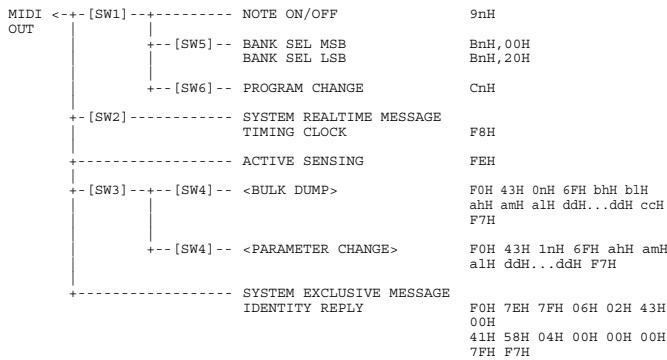 MIDI <-+-[SW1]--+--------- NOTE ON/OFF 9nH
OUT | |
| +--[SW5]-- BANK SEL MSB BnH,00H
| | BANK SEL LSB BnH,20H
| |
| +--[SW6]-- PROGRAM CHANGE CnH
|
+-[SW2]------------ SYSTEM REALTIME MESSAGE
| TIMING CLOCK F8H
|
+------------------ ACTIVE SENSING FEH
|
+-[SW3]--+--[SW4]-- <BULK DUMP> F0H 43H 0nH 6FH bhH blH
| | ahH amH alH ddH...ddH ccH
| | F7H
| |
| +--[SW4]-- <PARAMETER CHANGE> F0H 43H 1nH 6FH ahH amH
| alH ddH...ddH F7H
|
+------------------ SYSTEM EXCLUSIVE MESSAGE
IDENTITY REPLY F0H 7EH 7FH 06H 02H 43H
00H
41H 58H 04H 00H 00H 00H
7FH F7H